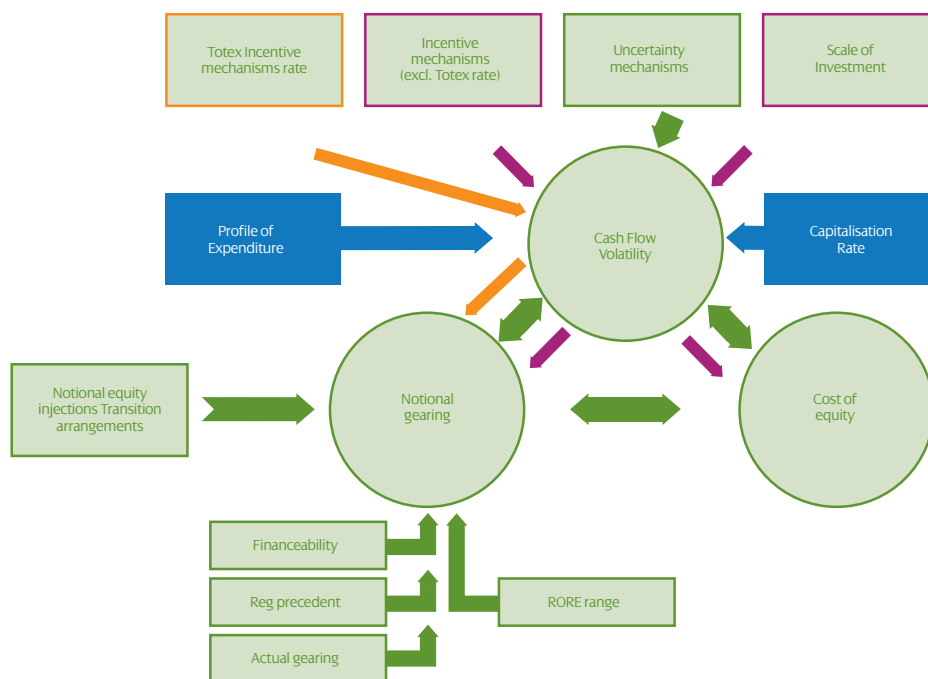 Totex Incentive
mechanisms rate
Incentive
mechanisms
(excl. Totex rate)
Uncertainty
mechanisms
Scale of
Investment
Profile of
Expenditure
Cash Flow
Volatility
Capitalisation
Rate
Notional equity
injections Transition
arrangements
Notional
gearing
Cost of
equity
Financeability
Reg precedent
RORE range
Actual gearing